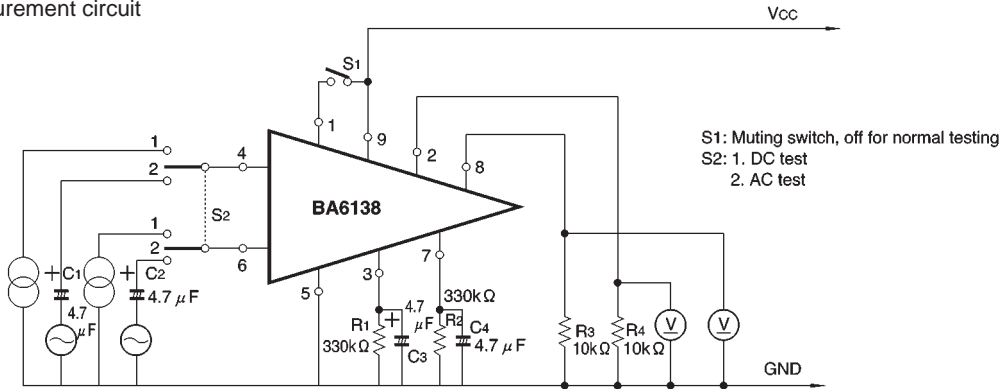 urement circuit
VCC
S1
1
9
2
8
S1: Muting switch, off for normal testing
S2: 1. DC test
2. AC test
1
2
4
S2
BA6138
1
2
6
5
3
7
+
C1
4.7
μF
+
C2
4.7 μF
330kΩ
R1
330kΩ
+
4.7
μF
C3
R2
C4
4.7 μF
R3
10kΩ
R4
10kΩ
V
V
GND